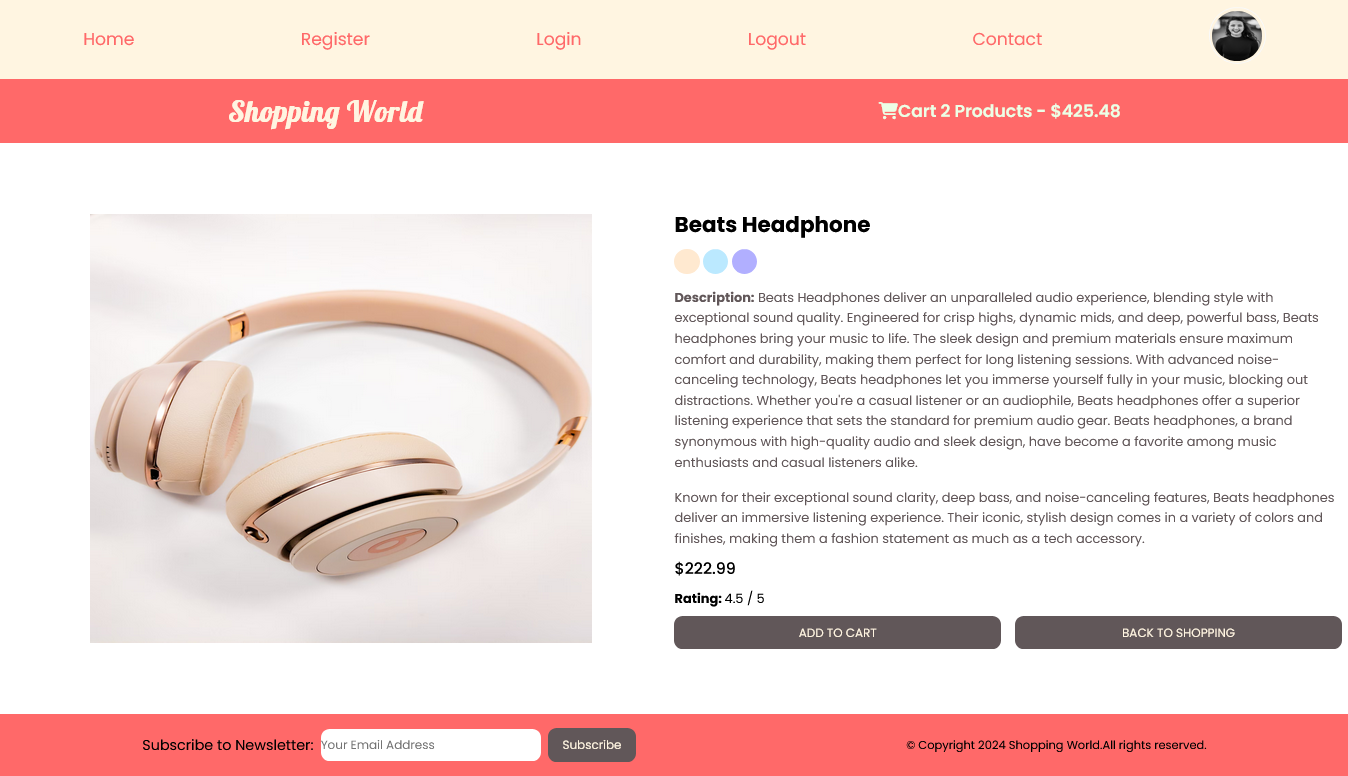 Home Register Login Logout Contact
Shopping World
Cart 2 Products - $425.48
Beats Headphone
Description: Beats Headphones deliver an unparalleled audio experience, blending style with
exceptional sound quality. Engineered for crisp highs, dynamic mids, and deep, powerful bass, Beats
headphones bring your music to life. The sleek design and premium materials ensure maximum
comfort and durability, making them perfect for long listening sessions. With advanced noise-
canceling technology, Beats headphones let you immerse yourself fully in your music, blocking out
distractions. Whether you're a casual listener or an audiophile, Beats headphones offer a superior
listening experience that sets the standard for premium audio gear. Beats headphones, a brand
synonymous with high-quality audio and sleek design, have become a favorite among music
enthusiasts and casual listeners alike.
Known for their exceptional sound clarity, deep bass, and noise-canceling features, Beats headphones
deliver an immersive listening experience. Their iconic, stylish design comes in a variety of colors and
finishes, making them a fashion statement as much as a tech accessory.
$222.99
Rating: 4.5 / 5
ADD TO CART
BACK TO SHOPPING
Subscribe to Newsletter:
Your Email Address
Subscribe
© Copyright 2024 Shopping World.All rights reserved.